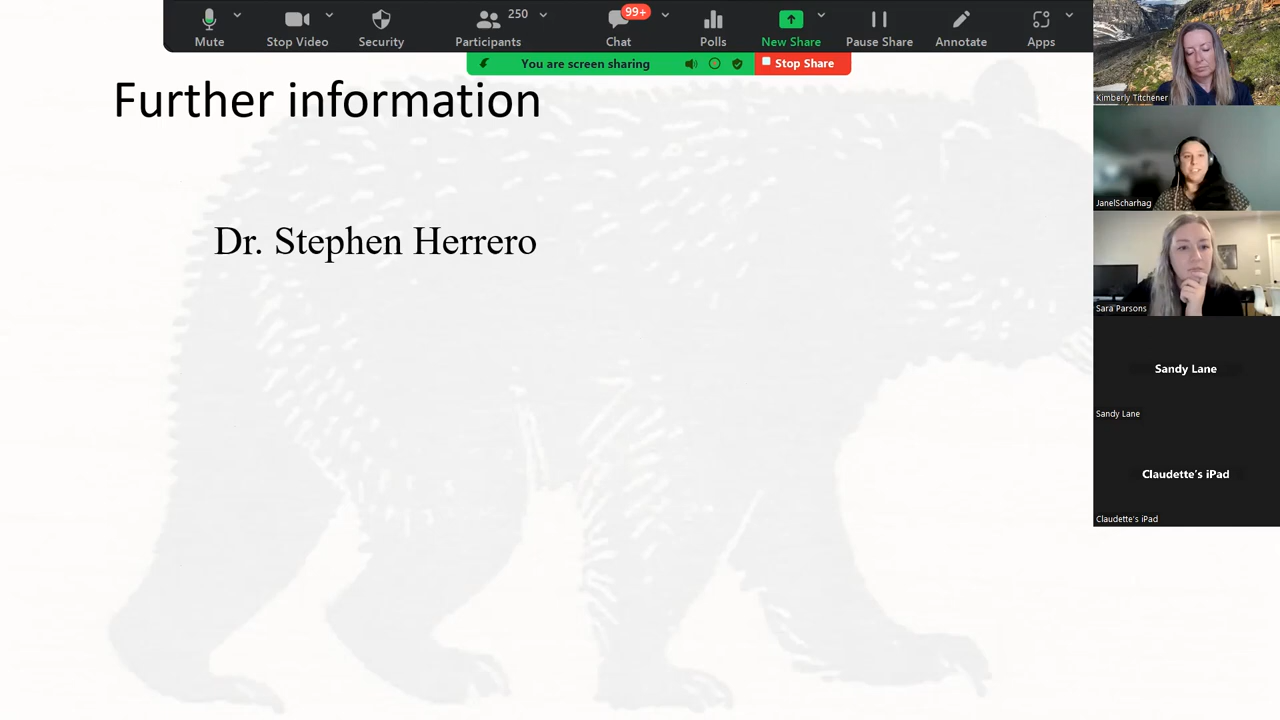 250
99+
Mute
Stop Video
Security
Participants
Chat
Polls
New Share
Pause Share
Annotate
Apps
You are screen sharing
Stop Share
Further information
Dr. Stephen Herrero
Kimberly Titchener
JanelScharhag
Sara Parsons
Sandy Lane
Sandy Lane
Claudette's iPad
Claudette's iPad